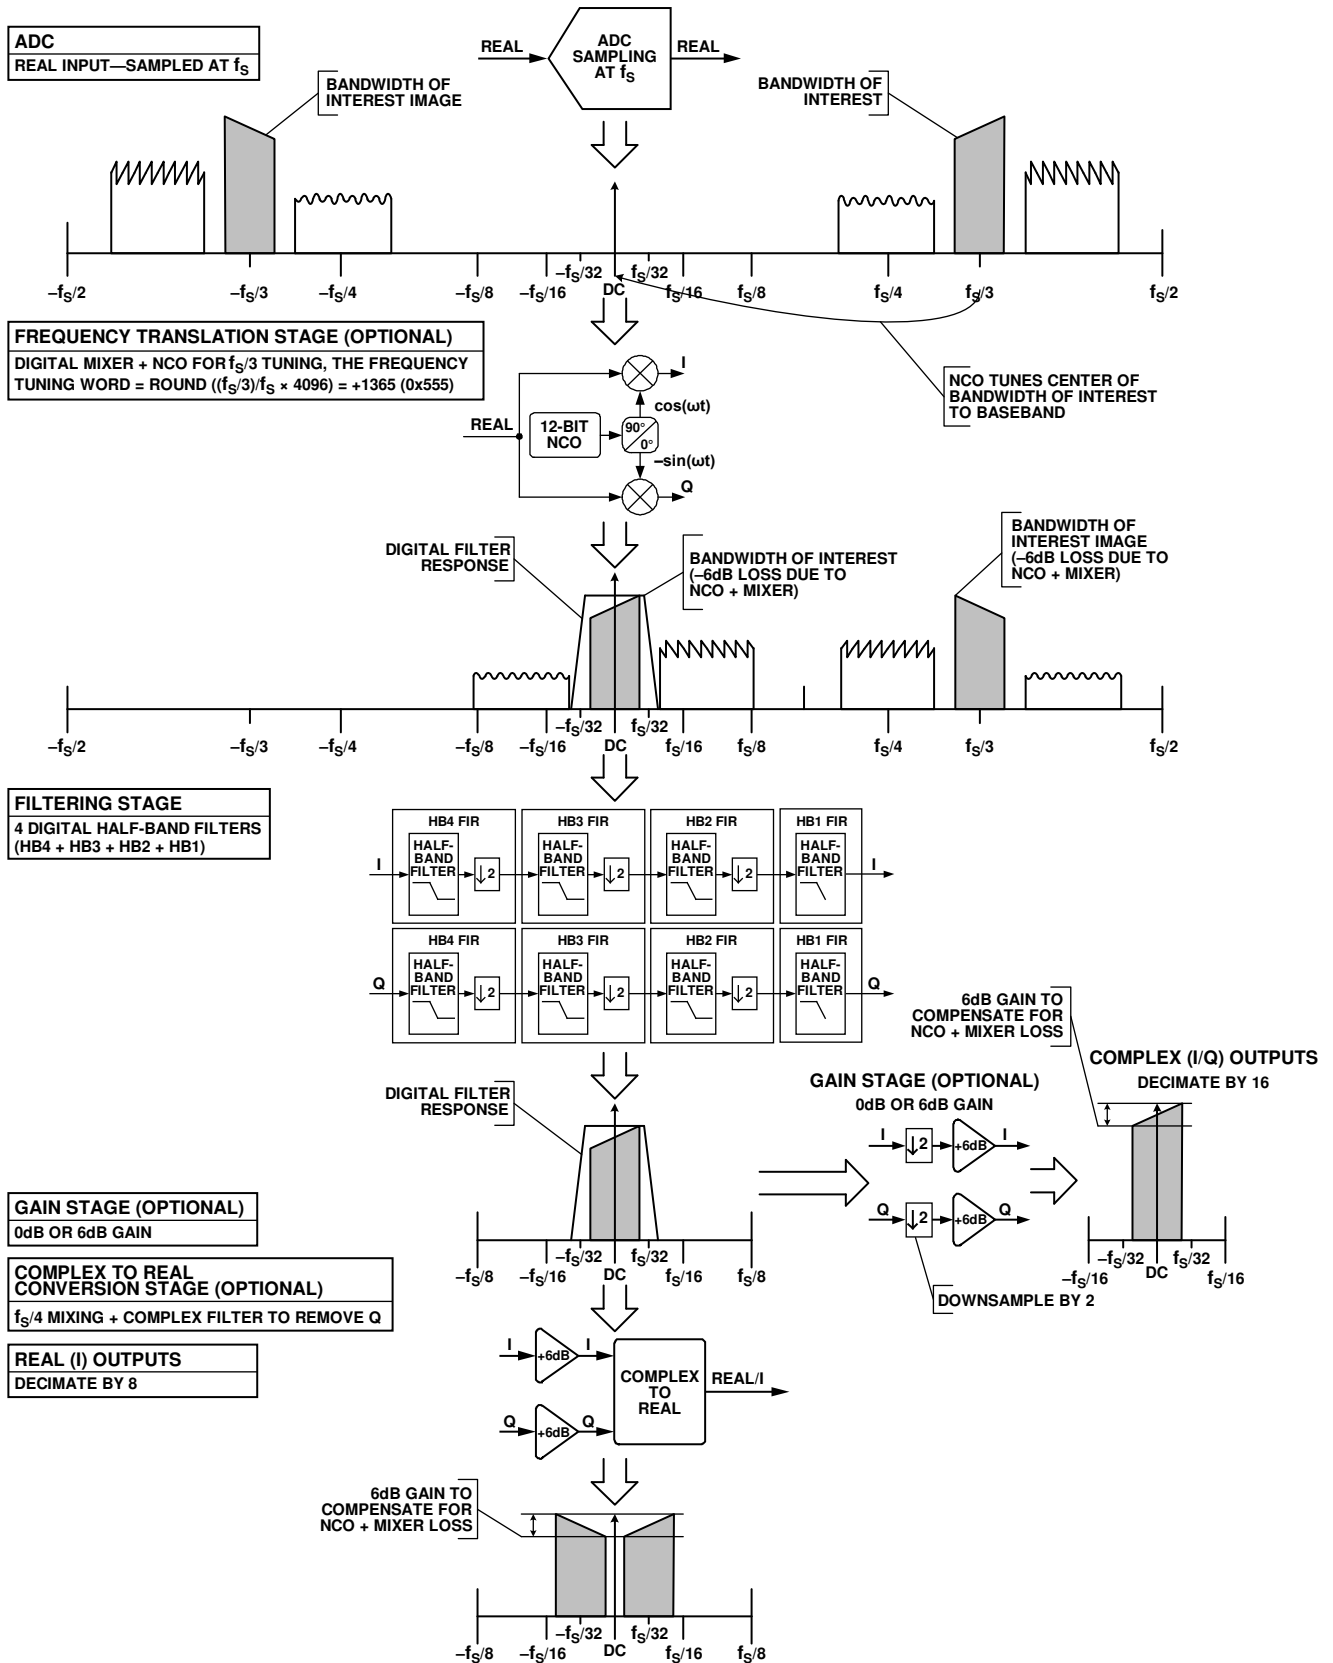 ADC
REAL INPUT—SAMPLED AT fS
REAL
ADC
SAMPLING
AT fS
REAL
BANDWIDTH OF
INTEREST IMAGE
BANDWIDTH OF
INTEREST
–fS/2
–fS/3
–fS/4
–fS/8
–fS/16
–fS/32
DC
fS/32
fS/16
fS/8
fS/4
fS/3
fS/2
FREQUENCY TRANSLATION STAGE (OPTIONAL)
DIGITAL MIXER + NCO FOR fS/3 TUNING, THE FREQUENCY
TUNING WORD = ROUND ((fS/3)/fS × 4096) = +1365 (0x555)
NCO TUNES CENTER OF
BANDWIDTH OF INTEREST
TO BASEBAND
I
cos(ωt)
REAL
12-BIT
NCO
90°
0°
–sin(ωt)
Q
DIGITAL FILTER
RESPONSE
BANDWIDTH OF INTEREST
(–6dB LOSS DUE TO
NCO + MIXER)
BANDWIDTH OF
INTEREST IMAGE
(–6dB LOSS DUE TO
NCO + MIXER)
–fS/2
–fS/3
–fS/4
–fS/8
–fS/16
–fS/32
DC
fS/32
fS/16
fS/8
fS/4
fS/3
fS/2
FILTERING STAGE
4 DIGITAL HALF-BAND FILTERS
(HB4 + HB3 + HB2 + HB1)
HB4 FIR
HB3 FIR
HB2 FIR
HB1 FIR
I
HALF-
BAND
FILTER
2
HALF-
BAND
FILTER
2
HALF-
BAND
FILTER
2
HALF-
BAND
FILTER
I
HB4 FIR
HB3 FIR
HB2 FIR
HB1 FIR
Q
HALF-
BAND
FILTER
2
HALF-
BAND
FILTER
2
HALF-
BAND
FILTER
2
HALF-
BAND
FILTER
Q
6dB GAIN TO
COMPENSATE FOR
NCO + MIXER LOSS
COMPLEX (I/Q) OUTPUTS
DECIMATE BY 16
GAIN STAGE (OPTIONAL)
0dB OR 6dB GAIN
DIGITAL FILTER
RESPONSE
I
2
+6dB
I
Q
2
+6dB
Q
DOWNSAMPLE BY 2
–fS/16
–fS/32
DC
fS/32
fS/16
–fS/8
–fS/16
–fS/32
DC
fS/32
fS/16
fS/8
GAIN STAGE (OPTIONAL)
0dB OR 6dB GAIN
COMPLEX TO REAL
CONVERSION STAGE (OPTIONAL)
fS/4 MIXING + COMPLEX FILTER TO REMOVE Q
REAL (I) OUTPUTS
DECIMATE BY 8
I
+6dB
I
Q
+6dB
Q
COMPLEX
TO
REAL
REAL/I
6dB GAIN TO
COMPENSATE FOR
NCO + MIXER LOSS
–fS/8
–fS/16
–fS/32
DC
fS/32
fS/16
fS/8